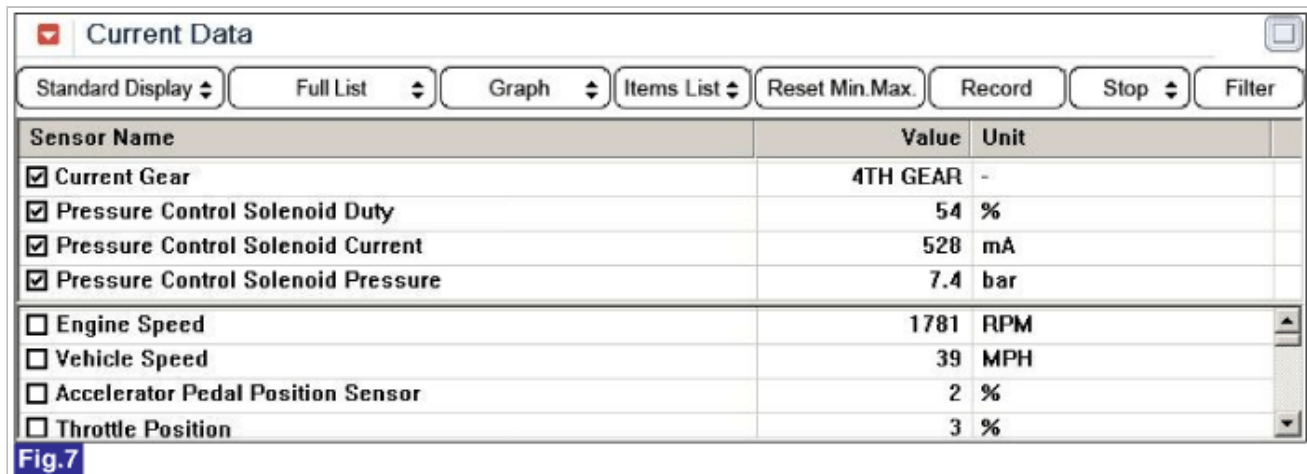 Current Data
Standard Display Full List Graph Items List Reset Min.Max. Record Stop Filter
Sensor Name Value Unit
Current Gear 4TH GEAR -
Pressure Control Solenoid Duty 54 %
Pressure Control Solenoid Current 528 mA
Pressure Control Solenoid Pressure 7.4 bar
Engine Speed 1781 RPM
Vehicle Speed 39 MPH
Accelerator Pedal Position Sensor 2 %
Throttle Position 3 %
Fig.7